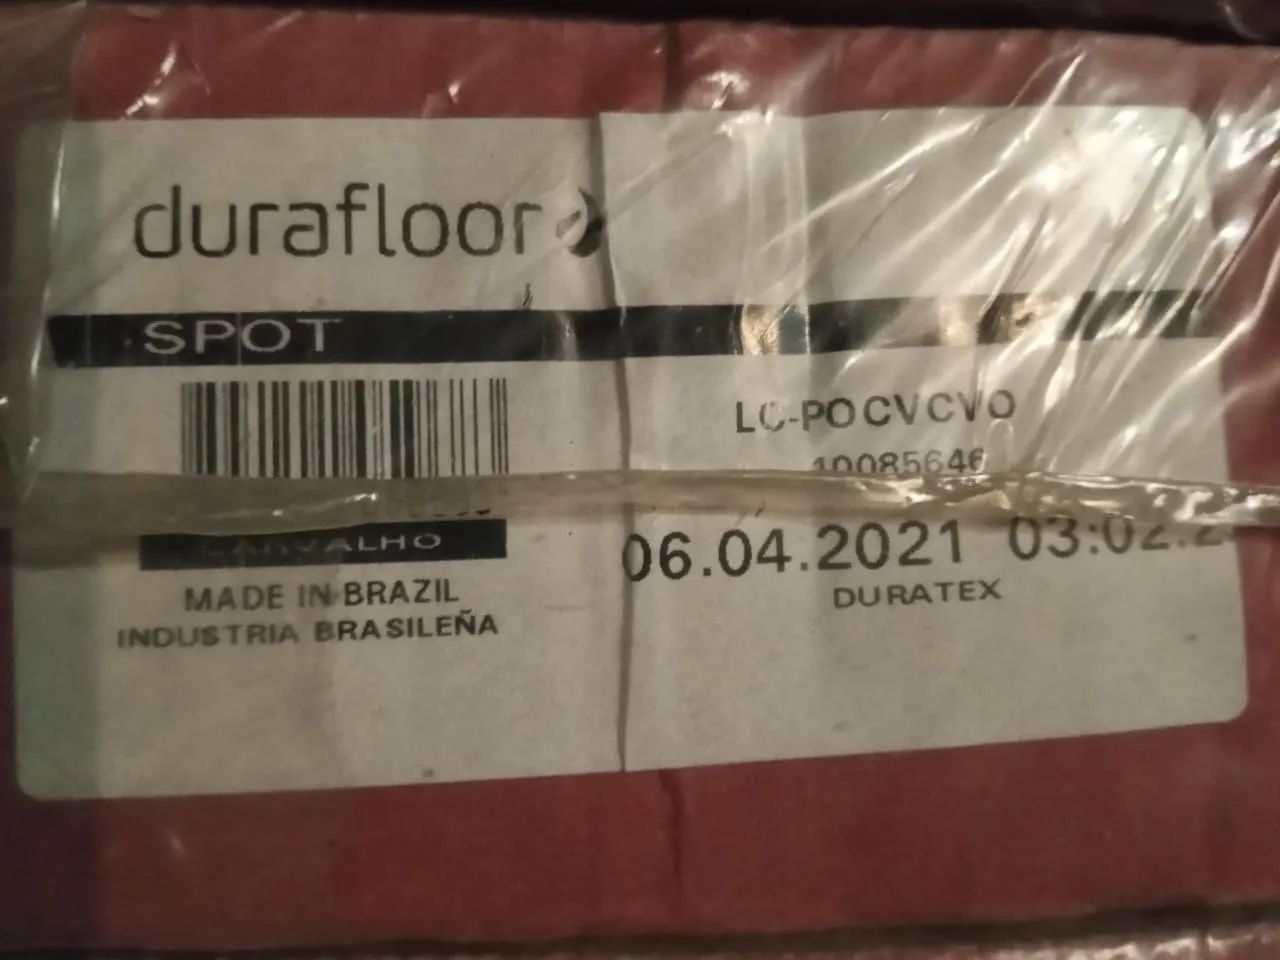 durafloor
SPOT
LC-POCVCVO
10085646
CARVALHO
06.04.2021 03:02:2
MADE IN BRAZIL
DURATEX
INDUSTRIA BRASILEÑA